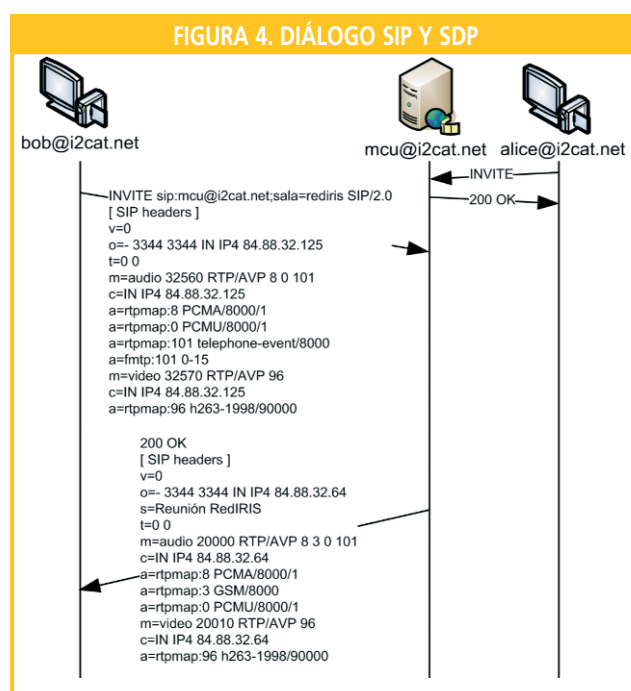 FIGURA 4. DIÁLOGO SIP Y SDP
bob@i2cat.net
mcu@i2cat.net
alice@i2cat.net
INVITE
200 OK
INVITE sip:mcu@i2cat.net;sala=rediris SIP/2.0
[ SIP headers ]
v=0
o=- 3344 3344 IN IP4 84.88.32.125
t=0 0
m=audio 32560 RTP/AVP 8 0 101
c=IN IP4 84.88.32.125
a=rtpmap:8 PCMA/8000/1
a=rtpmap:0 PCMU/8000/1
a=rtpmap:101 telephone-event/8000
a=fmtp:101 0-15
m=video 32570 RTP/AVP 96
c=IN IP4 84.88.32.125
a=rtpmap:96 h263-1998/90000
200 OK
[ SIP headers ]
v=0
o=- 3344 3344 IN IP4 84.88.32.64
s=Reunión RedIRIS
t=0 0
m=audio 20000 RTP/AVP 8 3 0 101
c=IN IP4 84.88.32.64
a=rtpmap:8 PCMA/8000/1
a=rtpmap:3 GSM/8000
a=rtpmap:0 PCMU/8000/1
m=video 20010 RTP/AVP 96
c=IN IP4 84.88.32.64
a=rtpmap:96 h263-1998/90000